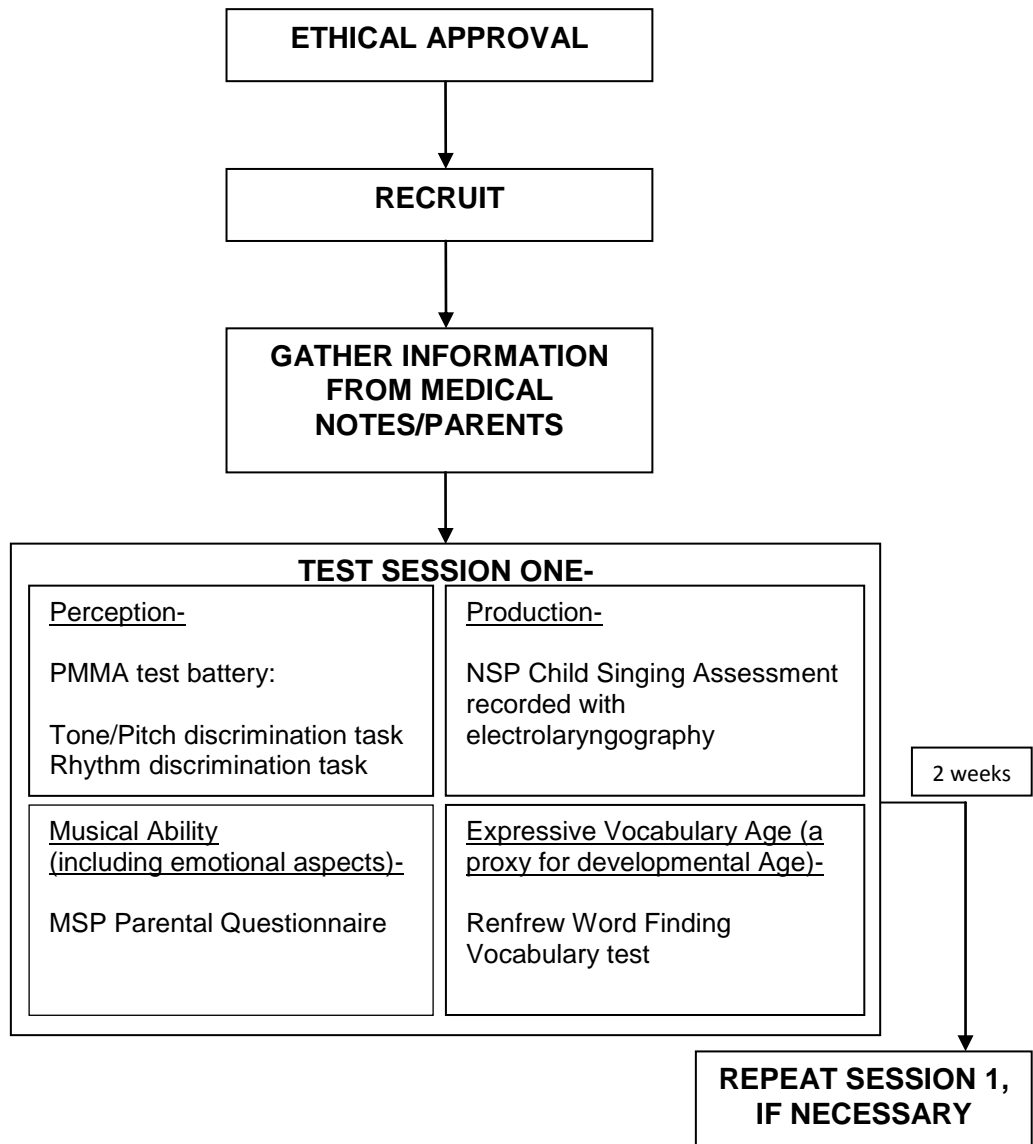 ETHICAL APPROVAL
RECRUIT
GATHER INFORMATION
FROM MEDICAL
NOTES/PARENTS
TEST SESSION ONE-
Perception-
PMMA test battery:
Tone/Pitch discrimination task
Rhythm discrimination task
Production-
NSP Child Singing Assessment
recorded with
electrolaryngography
Musical Ability
(including emotional aspects)-
MSP Parental Questionnaire
Expressive Vocabulary Age (a
proxy for developmental Age)-
Renfrew Word Finding
Vocabulary test
2 weeks
REPEAT SESSION 1,
IF NECESSARY